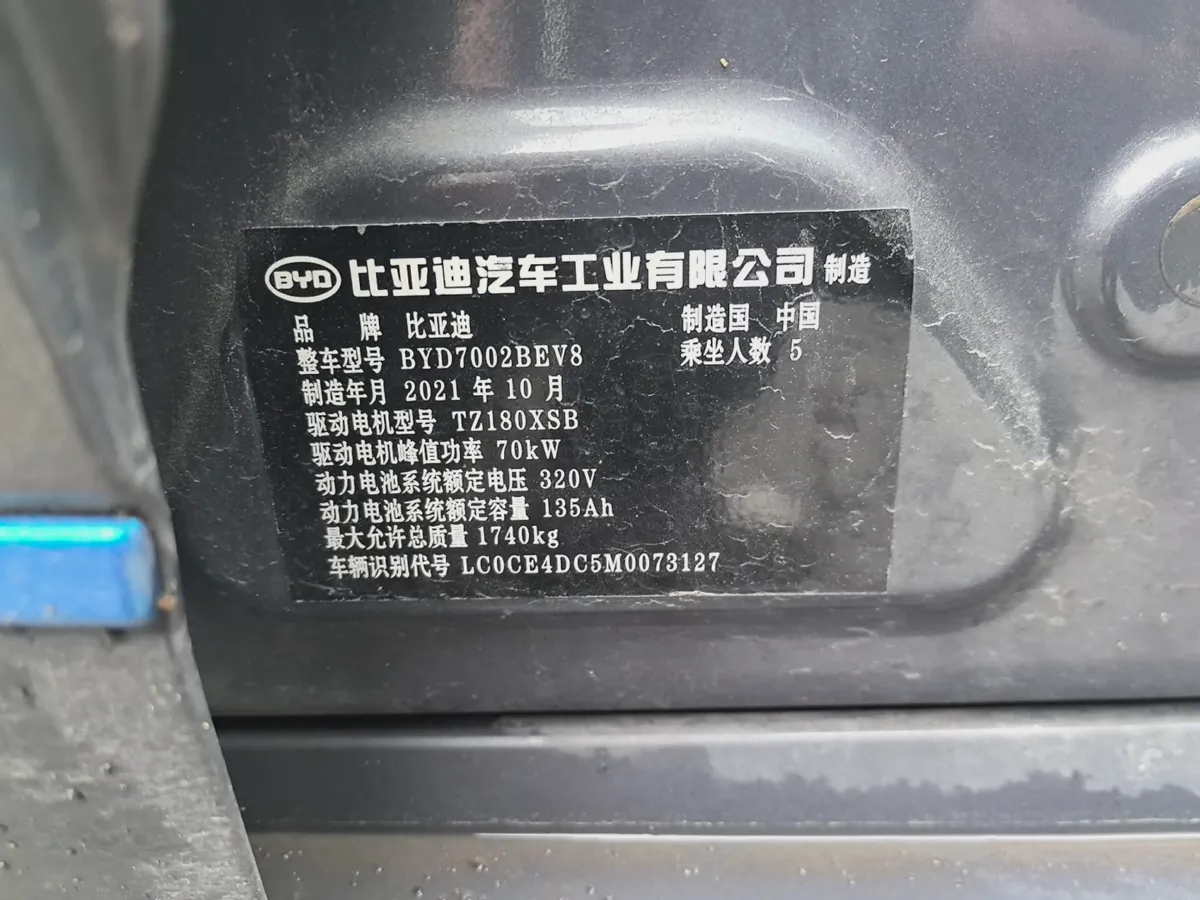 BYD 比亚迪汽车工业有限公司 制造
品 牌 比亚迪 制造国 中国
整车型号 BYD7002BEV8 乘坐人数 5
制造年月 2021 年 10 月
驱动电机型号 TZ180XSB
驱动电机峰值功率 70kW
动力电池系统额定电压 320V
动力电池系统额定容量 135Ah
最大允许总质量 1740kg
车辆识别代号 LC0CE4DC5M0073127